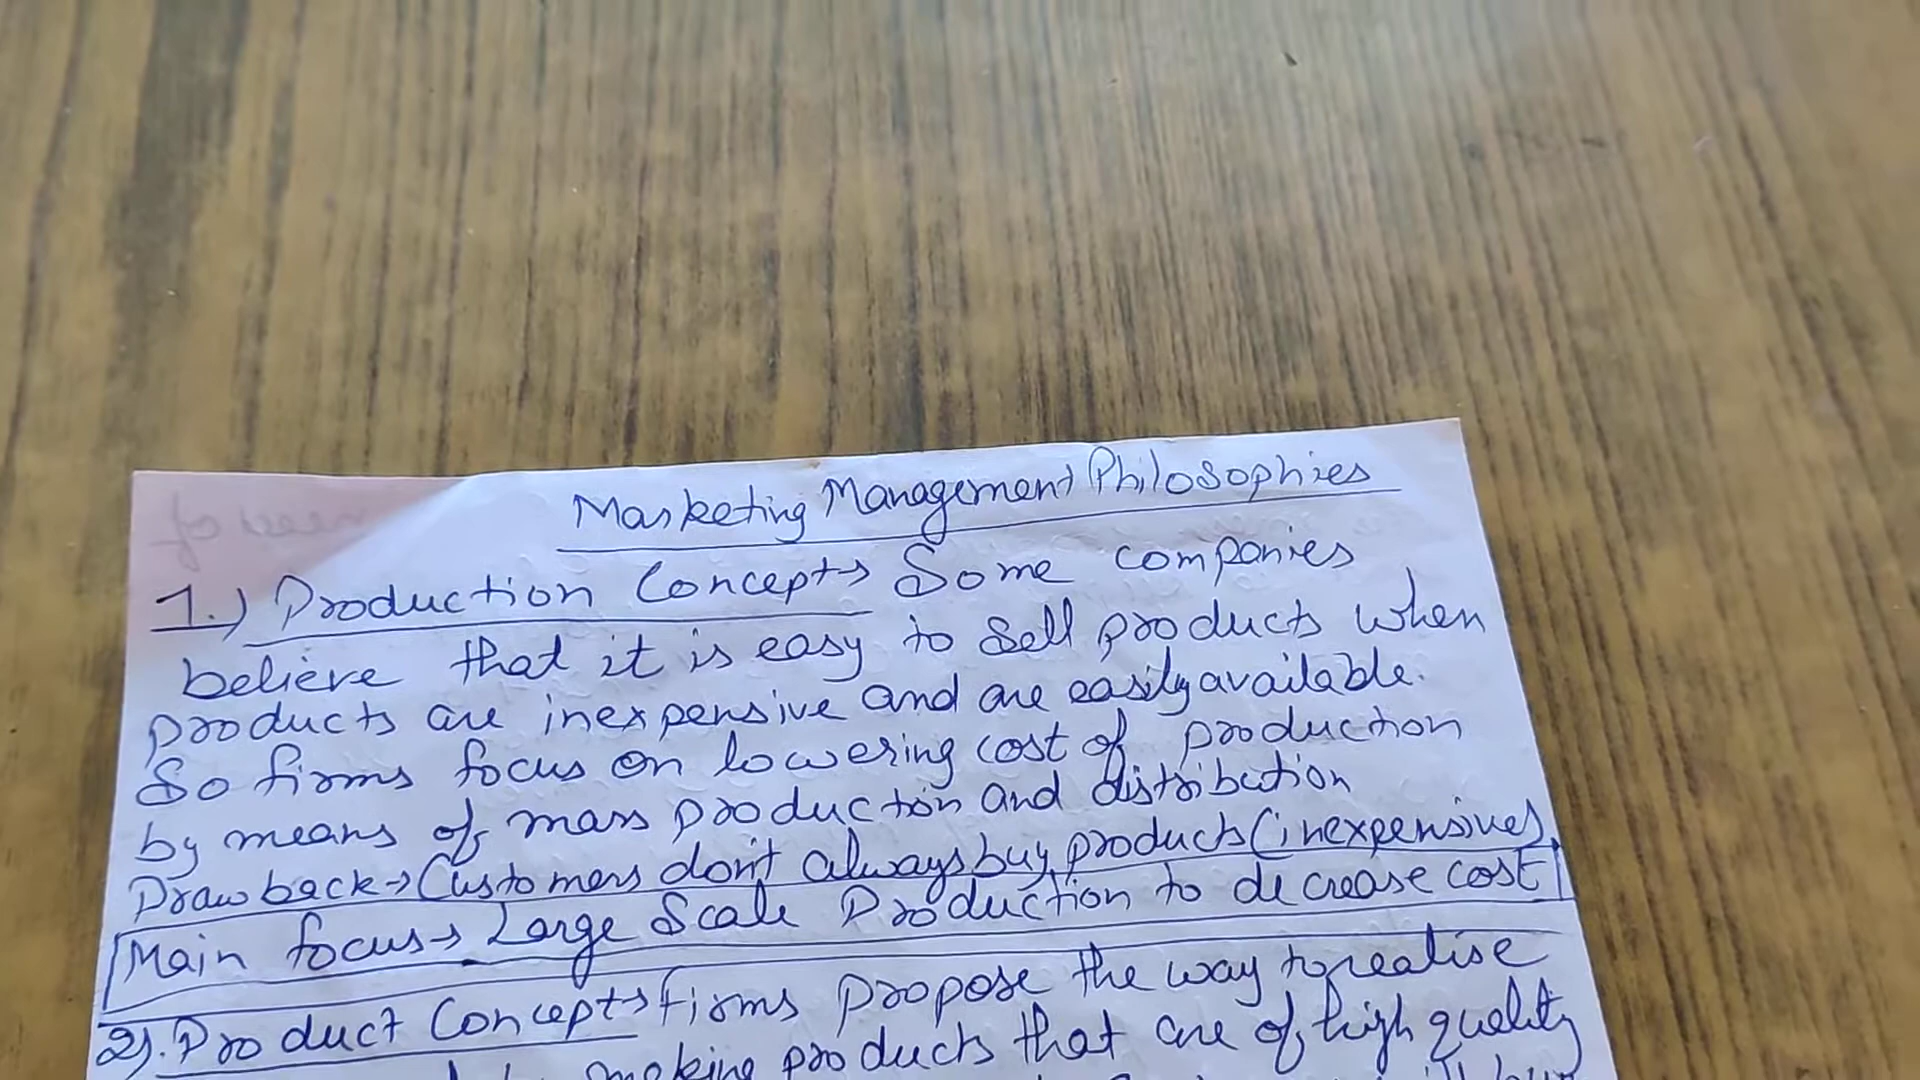 Marketing Management Philosophies
1.) Production Concept→ Some companies
believe that it is easy to sell products when
products are inexpensive and are easily available.
So firms focus on lowering cost of production
by means of mass production and distribution
Drawback→ Customers don't always buy products (inexpensive)
Main focus→ Large Scale Production to decrease cost
2). Product Concept→ firms propose the way to realise
making products that are of high quality